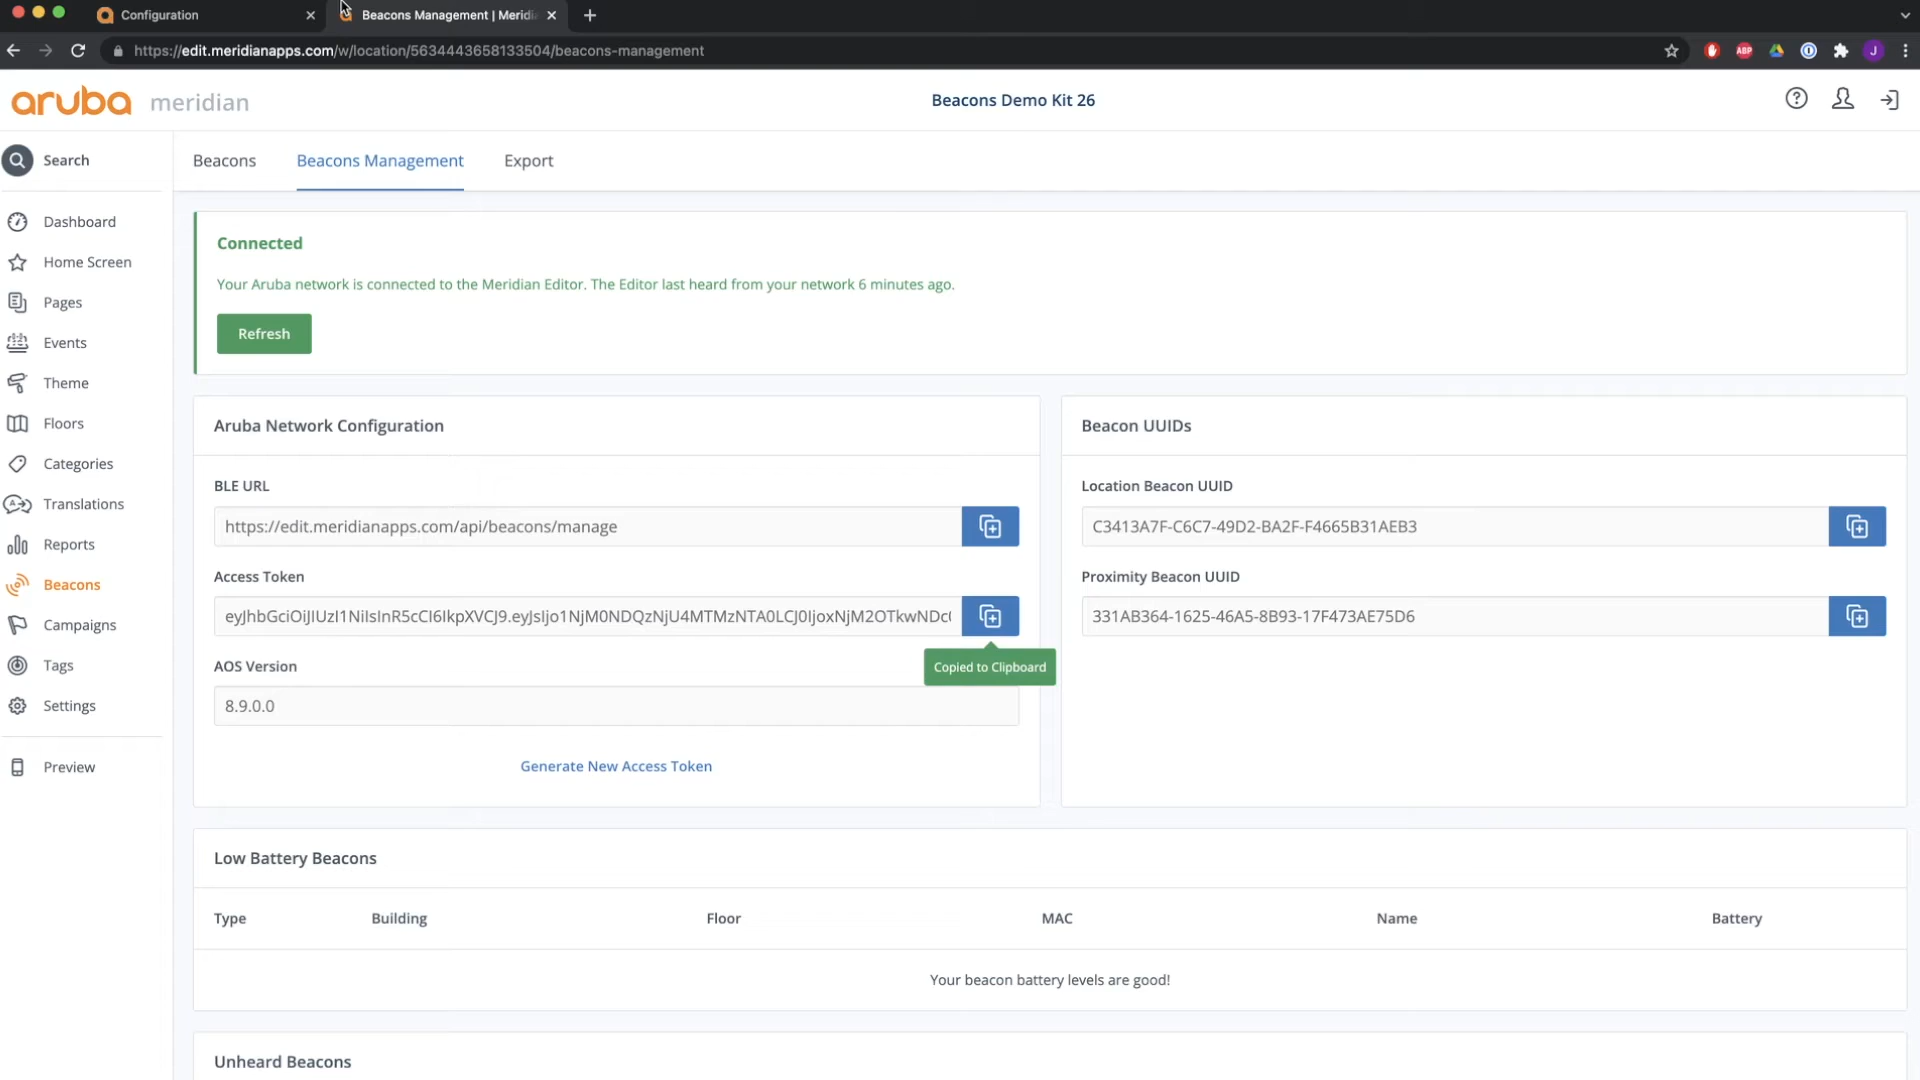 Configuration
Beacons Management | Meridi
https://edit.meridianapps.com/w/location/5634443658133504/beacons-management
ABP
J
aruba meridian
Beacons Demo Kit 26
Search
Beacons
Beacons Management
Export
Dashboard
Home Screen
Pages
Events
Theme
Floors
Categories
Translations
Reports
Beacons
Campaigns
Tags
Settings
Preview
Connected
Your Aruba network is connected to the Meridian Editor. The Editor last heard from your network 6 minutes ago.
Refresh
Aruba Network Configuration
BLE URL
https://edit.meridianapps.com/api/beacons/manage
Access Token
eyJhbGciOiJIUzI1NiIsInR5cCI6IkpXVCJ9.eyJsIjo1NjM0NDQzNjU4MTMzNTA0LCJ0IjoxNjM2OTkwNDc
Copied to Clipboard
AOS Version
8.9.0.0
Generate New Access Token
Beacon UUIDs
Location Beacon UUID
C3413A7F-C6C7-49D2-BA2F-F4665B31AEB3
Proximity Beacon UUID
331AB364-1625-46A5-8B93-17F473AE75D6
Low Battery Beacons
Type Building Floor MAC Name Battery
Your beacon battery levels are good!
Unheard Beacons